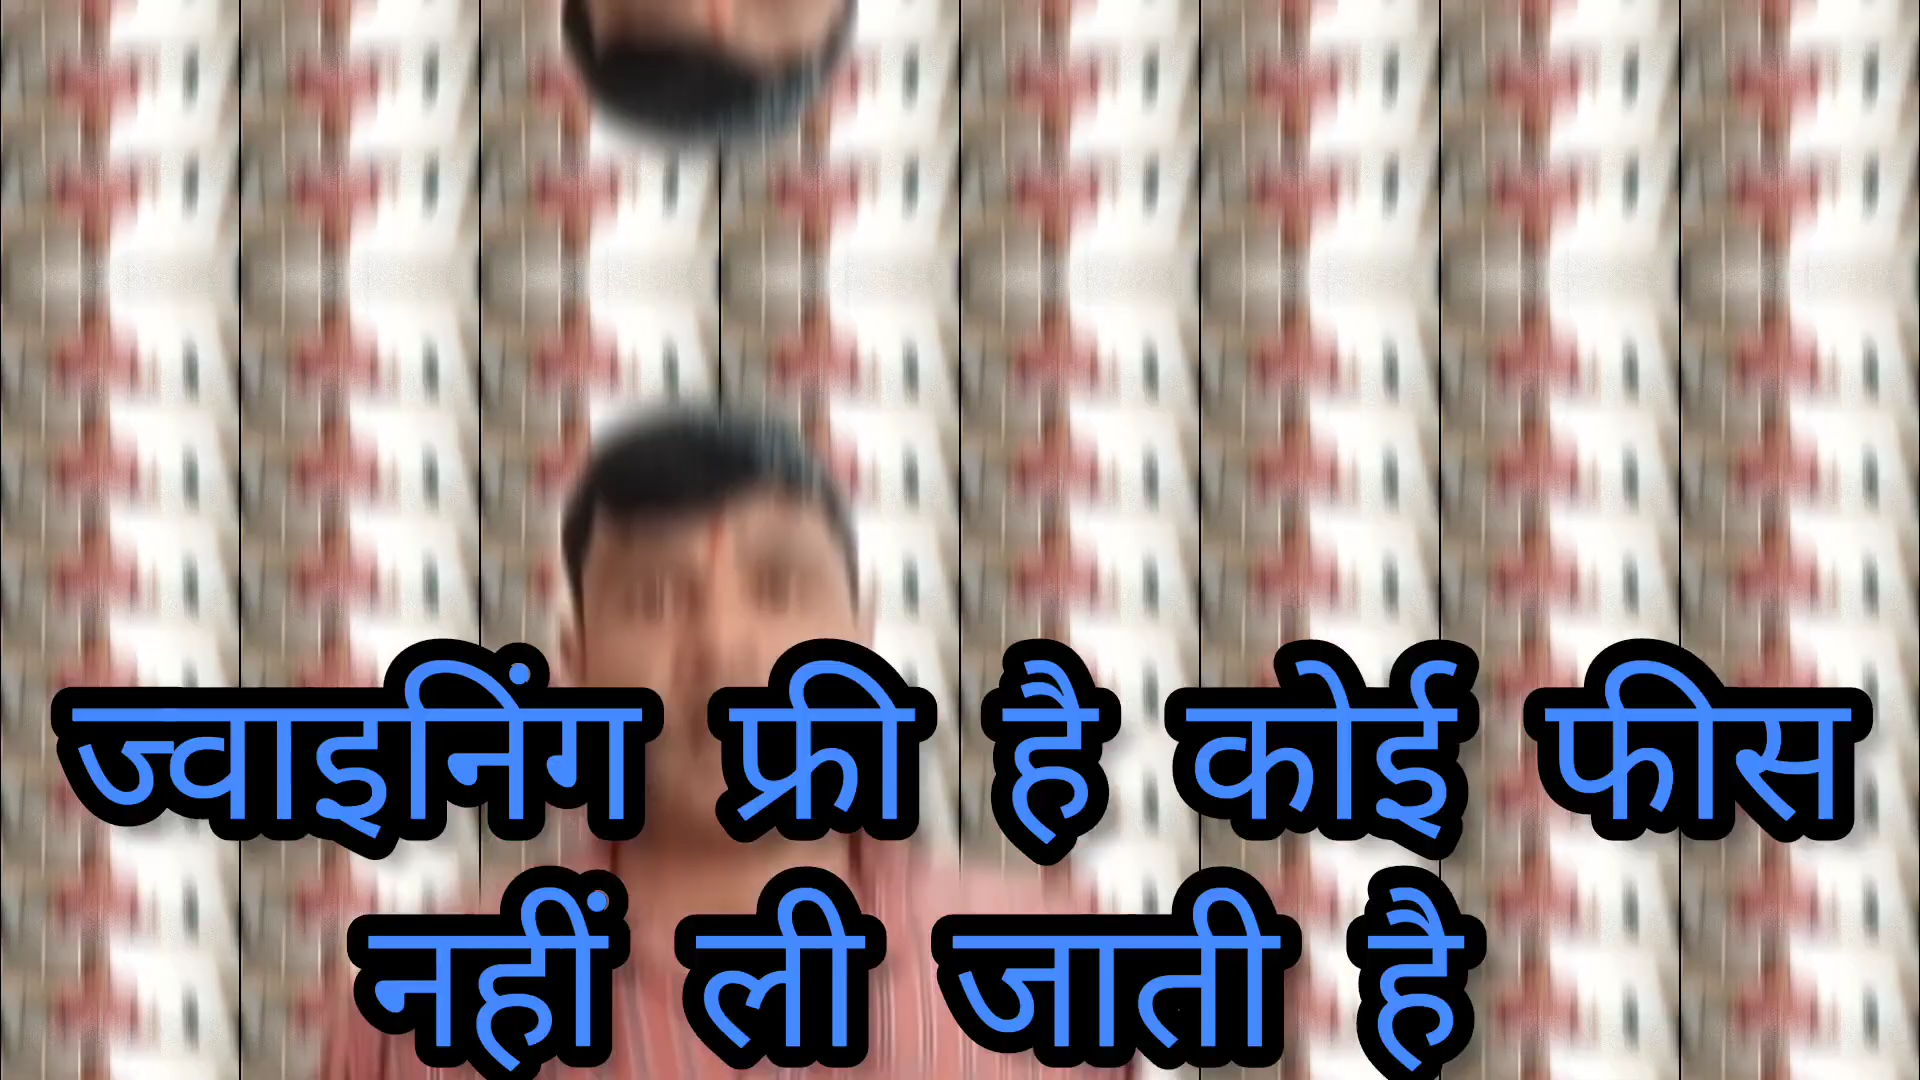 ज्वाइनिंग फ्री है कोई फीस
नहीं ली जाती है